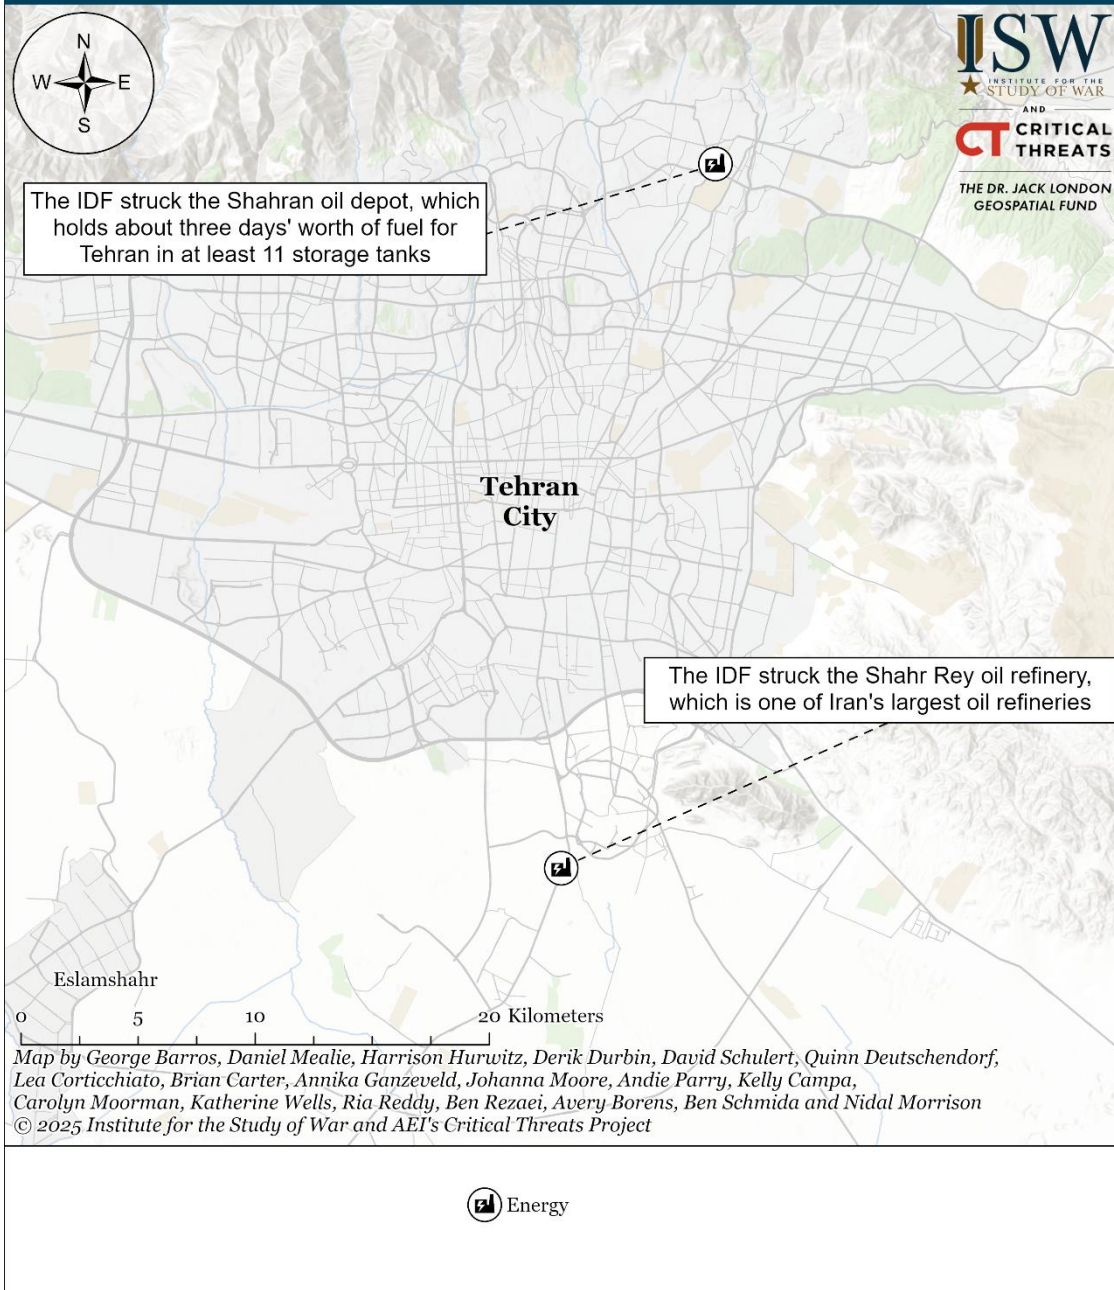 N
W E
S
ISW
INSTITUTE FOR THE
STUDY OF WAR
AND
CT CRITICAL
THREATS
THE DR. JACK LONDON
GEOSPATIAL FUND
The IDF struck the Shahran oil depot, which
holds about three days' worth of fuel for
Tehran in at least 11 storage tanks
Tehran
City
The IDF struck the Shahr Rey oil refinery,
which is one of Iran's largest oil refineries
Eslamshahr
0 5 10 20 Kilometers
Map by George Barros, Daniel Mealie, Harrison Hurwitz, Derik Durbin, David Schulert, Quinn Deutschendorf,
Lea Corticchiato, Brian Carter, Annika Ganzeveld, Johanna Moore, Andie Parry, Kelly Campa,
Carolyn Moorman, Katherine Wells, Ria Reddy, Ben Rezaei, Avery Borens, Ben Schmida and Nidal Morrison
© 2025 Institute for the Study of War and AEI's Critical Threats Project
Energy